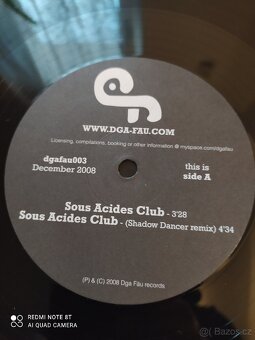 WWW.DGA-FAU.COM
Licensing, compilations, booking or other information @ myspace.com/dgafau
dgafau003
December 2008
this is
side A
Sous Acides Club - 3'28
Sous Acides Club - (Shadow Dancer remix) 4'34
(P) & (C) 2008 Dga Fau records
REDMI NOTE 8T
AI QUAD CAMERA
sbazos.cz